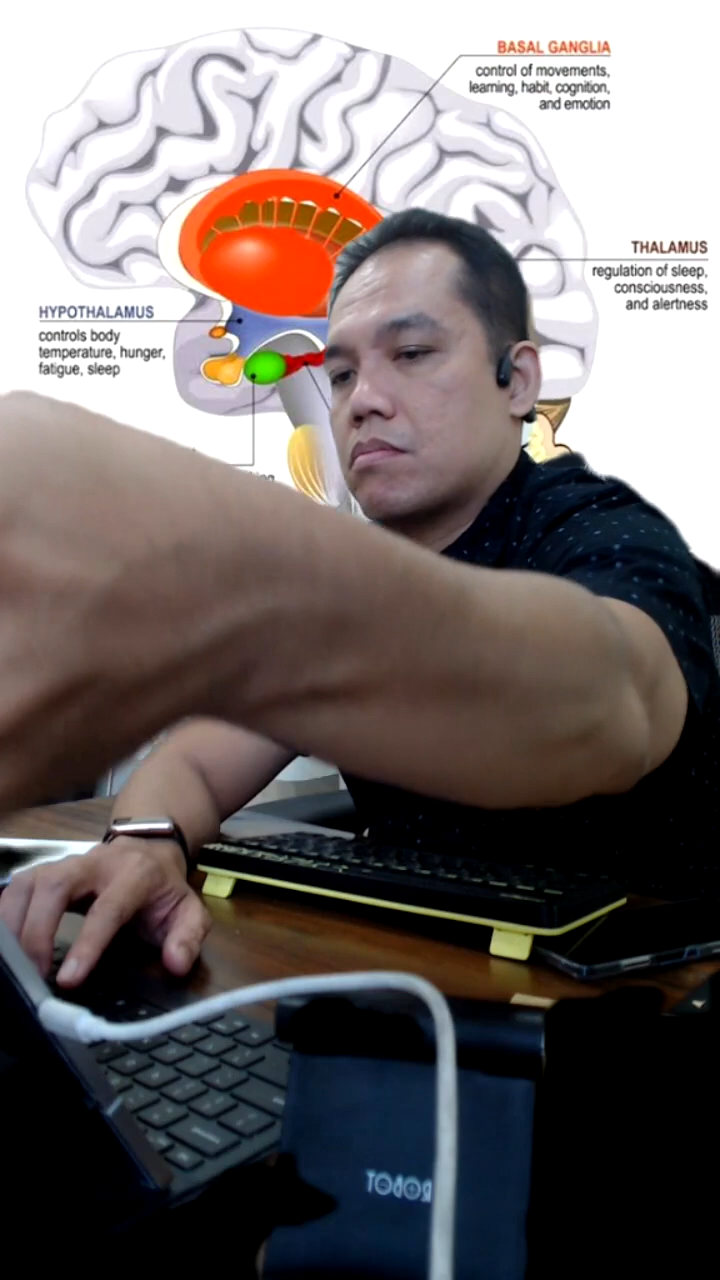 BASAL GANGLIA
control of movements,
learning, habit, cognition,
and emotion
THALAMUS
regulation of sleep,
consciousness,
and alertness
HYPOTHALAMUS
controls body
temperature, hunger,
fatigue, sleep
ROBOT